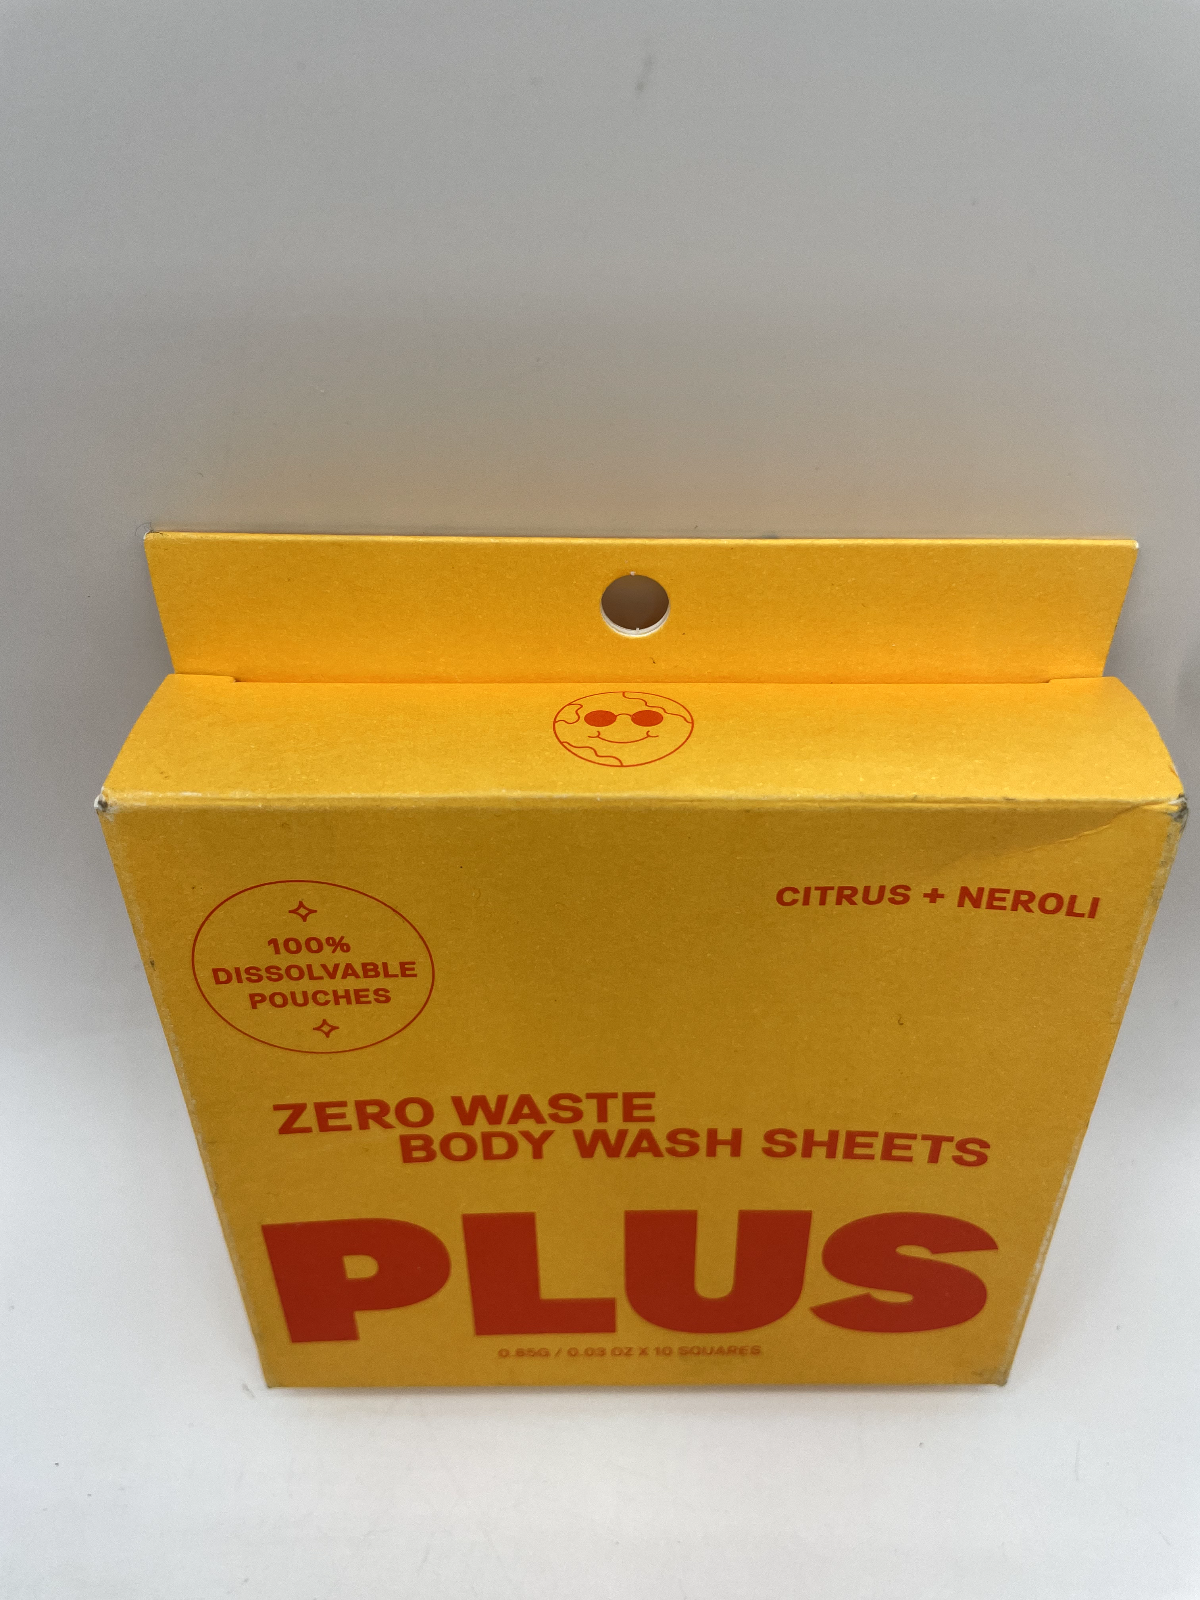 100%
DISSOLVABLE
POUCHES
CITRUS + NEROLI
ZERO WASTE
BODY WASH SHEETS
PLUS
0.85G / 0.03 OZ X 10 SQUARES